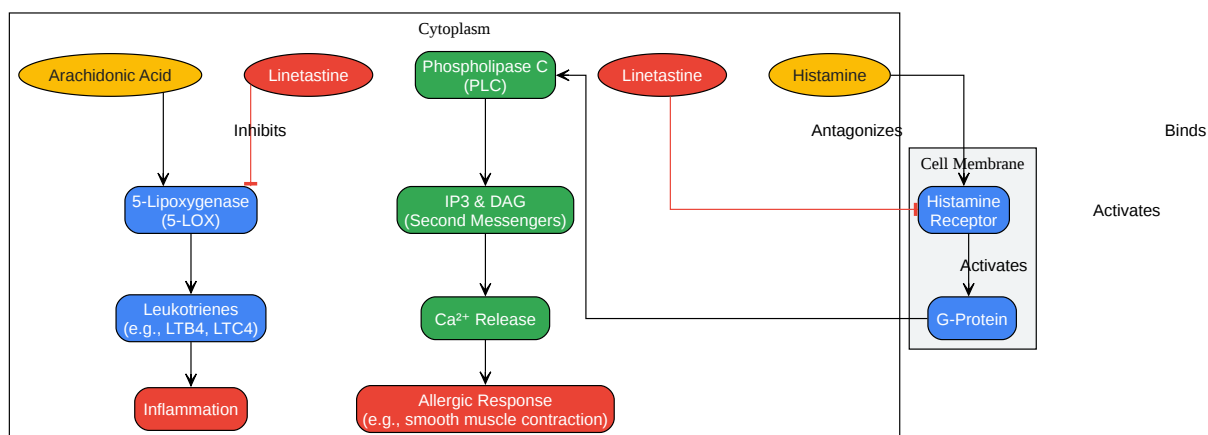 Cytoplasm
Arachidonic Acid
Linetastine
Phospholipase C
(PLC)
Linetastine
Histamine
Inhibits
Antagonizes
Binds
Cell Membrane
5-Lipoxygenase
(5-LOX)
IP3 & DAG
(Second Messengers)
Histamine
Receptor
Activates
Activates
Leukotrienes
(e.g., LTB4, LTC4)
Ca²⁺ Release
G-Protein
Inflammation
Allergic Response
(e.g., smooth muscle contraction)